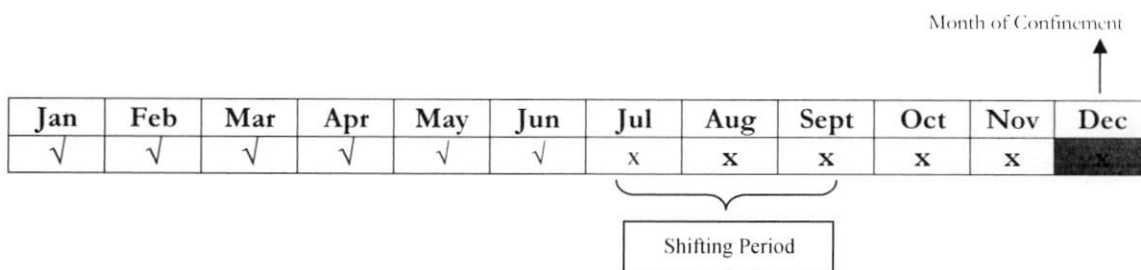 Month of Confinement
Jan Feb Mar Apr May Jun Jul Aug Sept Oct Nov Dec
√ √ √ √ √ √ x x x x x x
Shifting Period